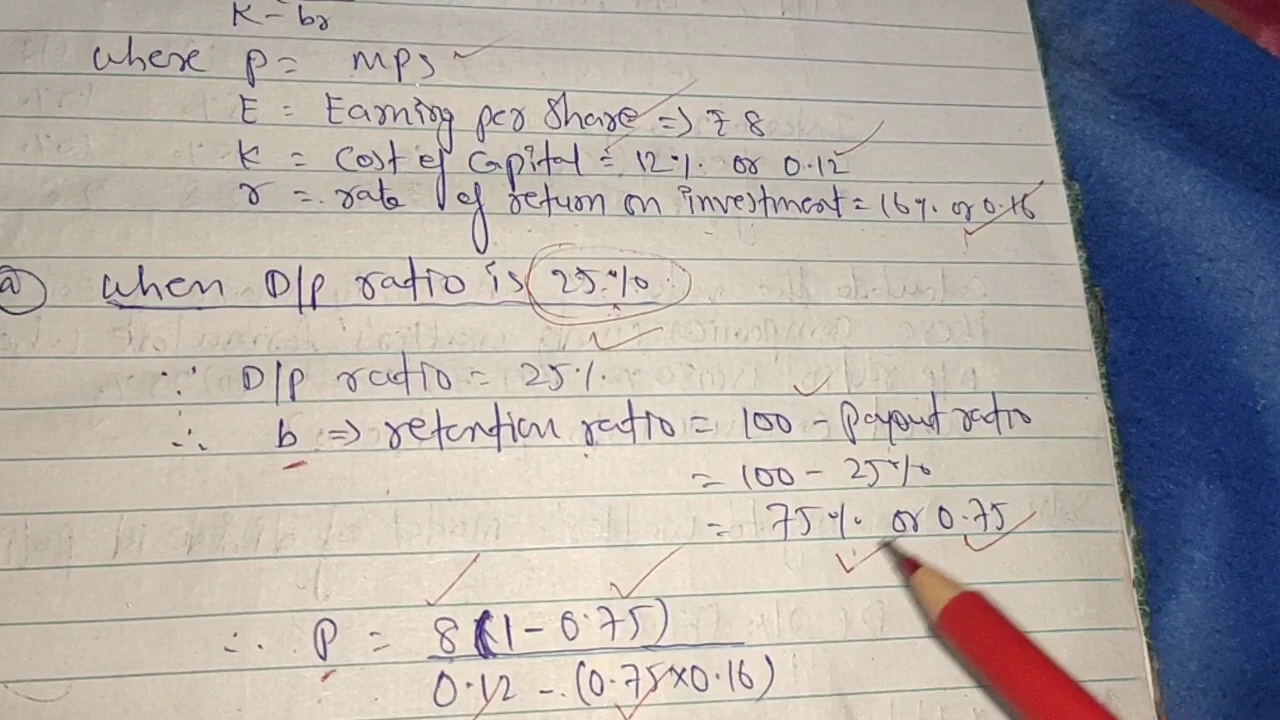 K - br
where P = MPS
E = Earning per share => ₹ 8
K = Cost of Capital = 12% or 0.12
r = rate of return on investment = 16% or 0.16
(a) when D/P ratio is 25%
∵ D/P ratio = 25%
∴ b => retention ratio = 100 - Payout ratio
= 100 - 25%
= 75% or 0.75
∴ P = 8(1 - 0.75)
0.12 - (0.75×0.16)